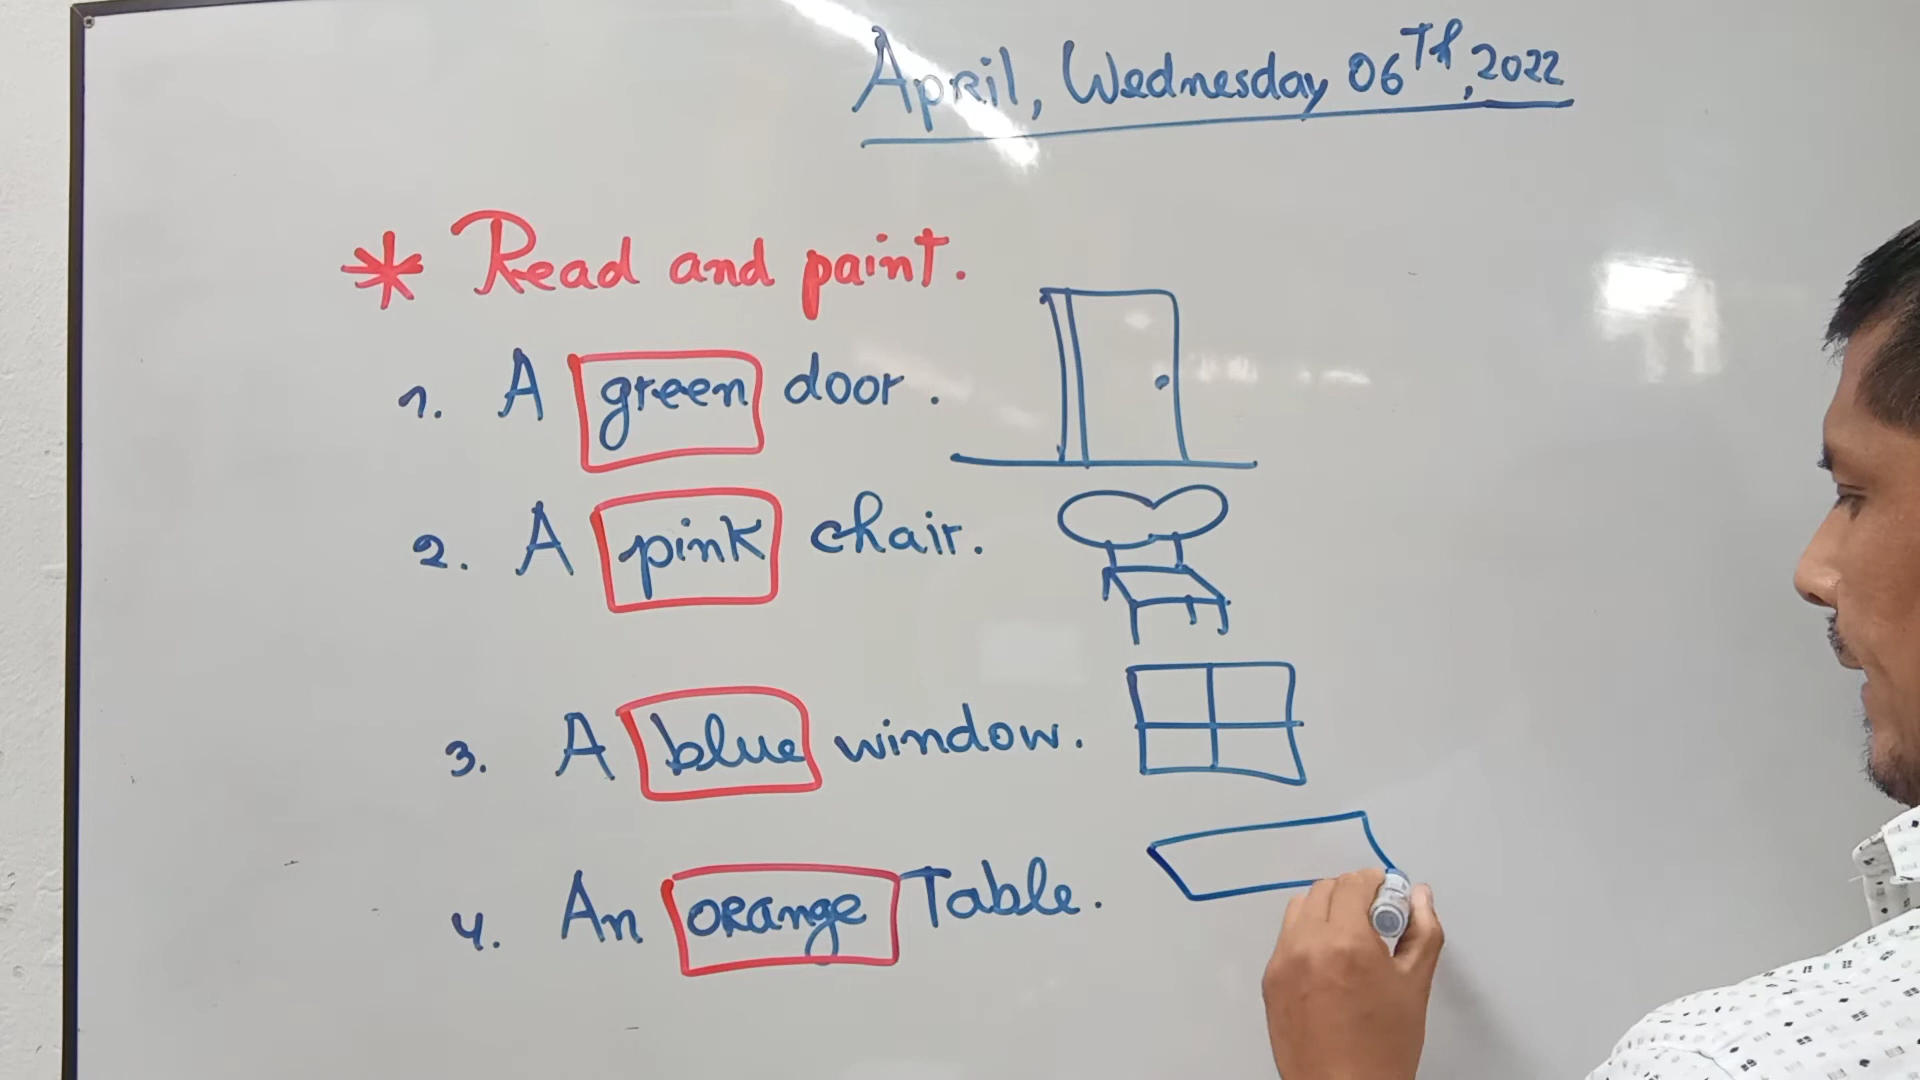 April, Wednesday 06Th, 2022
* Read and paint.
1. A green door.
2. A pink chair.
3. A blue window.
4. An orange Table.